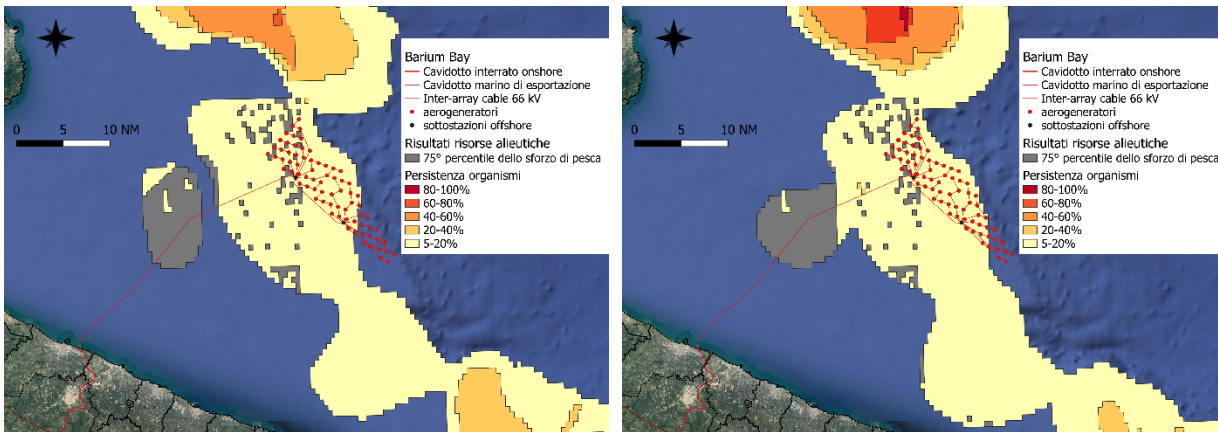 Barium Bay
Cavidotto interrato onshore
Cavidotto marino di esportazione
Inter-array cable 66 kV
aerogeneratori
sottostazioni offshore
Risultati risorse alieutiche
75° percentile dello sforzo di pesca
Persistenza organismi
80-100%
60-80%
40-60%
20-40%
5-20%
0 5 10 NM
Barium Bay
Cavidotto interrato onshore
Cavidotto marino di esportazione
Inter-array cable 66 kV
aerogeneratori
sottostazioni offshore
Risultati risorse alieutiche
75° percentile dello sforzo di pesca
Persistenza organismi
80-100%
60-80%
40-60%
20-40%
5-20%
0 5 10 NM